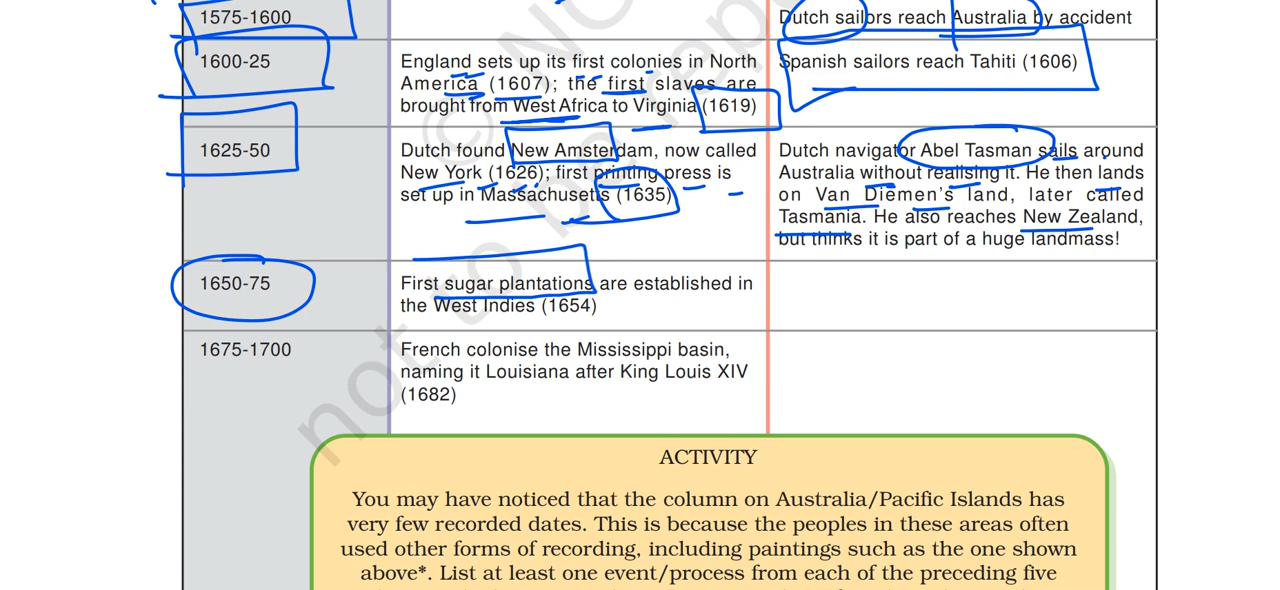 1575-1600
Dutch sailors reach Australia by accident
1600-25
England sets up its first colonies in North
America (1607); the first slaves are
brought from West Africa to Virginia (1619)
Spanish sailors reach Tahiti (1606)
1625-50
Dutch found New Amsterdam, now called
New York (1626); first printing press is
set up in Massachusetts (1635)
Dutch navigator Abel Tasman sails around
Australia without realising it. He then lands
on Van Diemen's land, later called
Tasmania. He also reaches New Zealand,
but thinks it is part of a huge landmass!
1650-75
First sugar plantations are established in
the West Indies (1654)
1675-1700
French colonise the Mississippi basin,
naming it Louisiana after King Louis XIV
(1682)
ACTIVITY
You may have noticed that the column on Australia/Pacific Islands has
very few recorded dates. This is because the peoples in these areas often
used other forms of recording, including paintings such as the one shown
above*. List at least one event/process from each of the preceding five
© NO
not to be rep